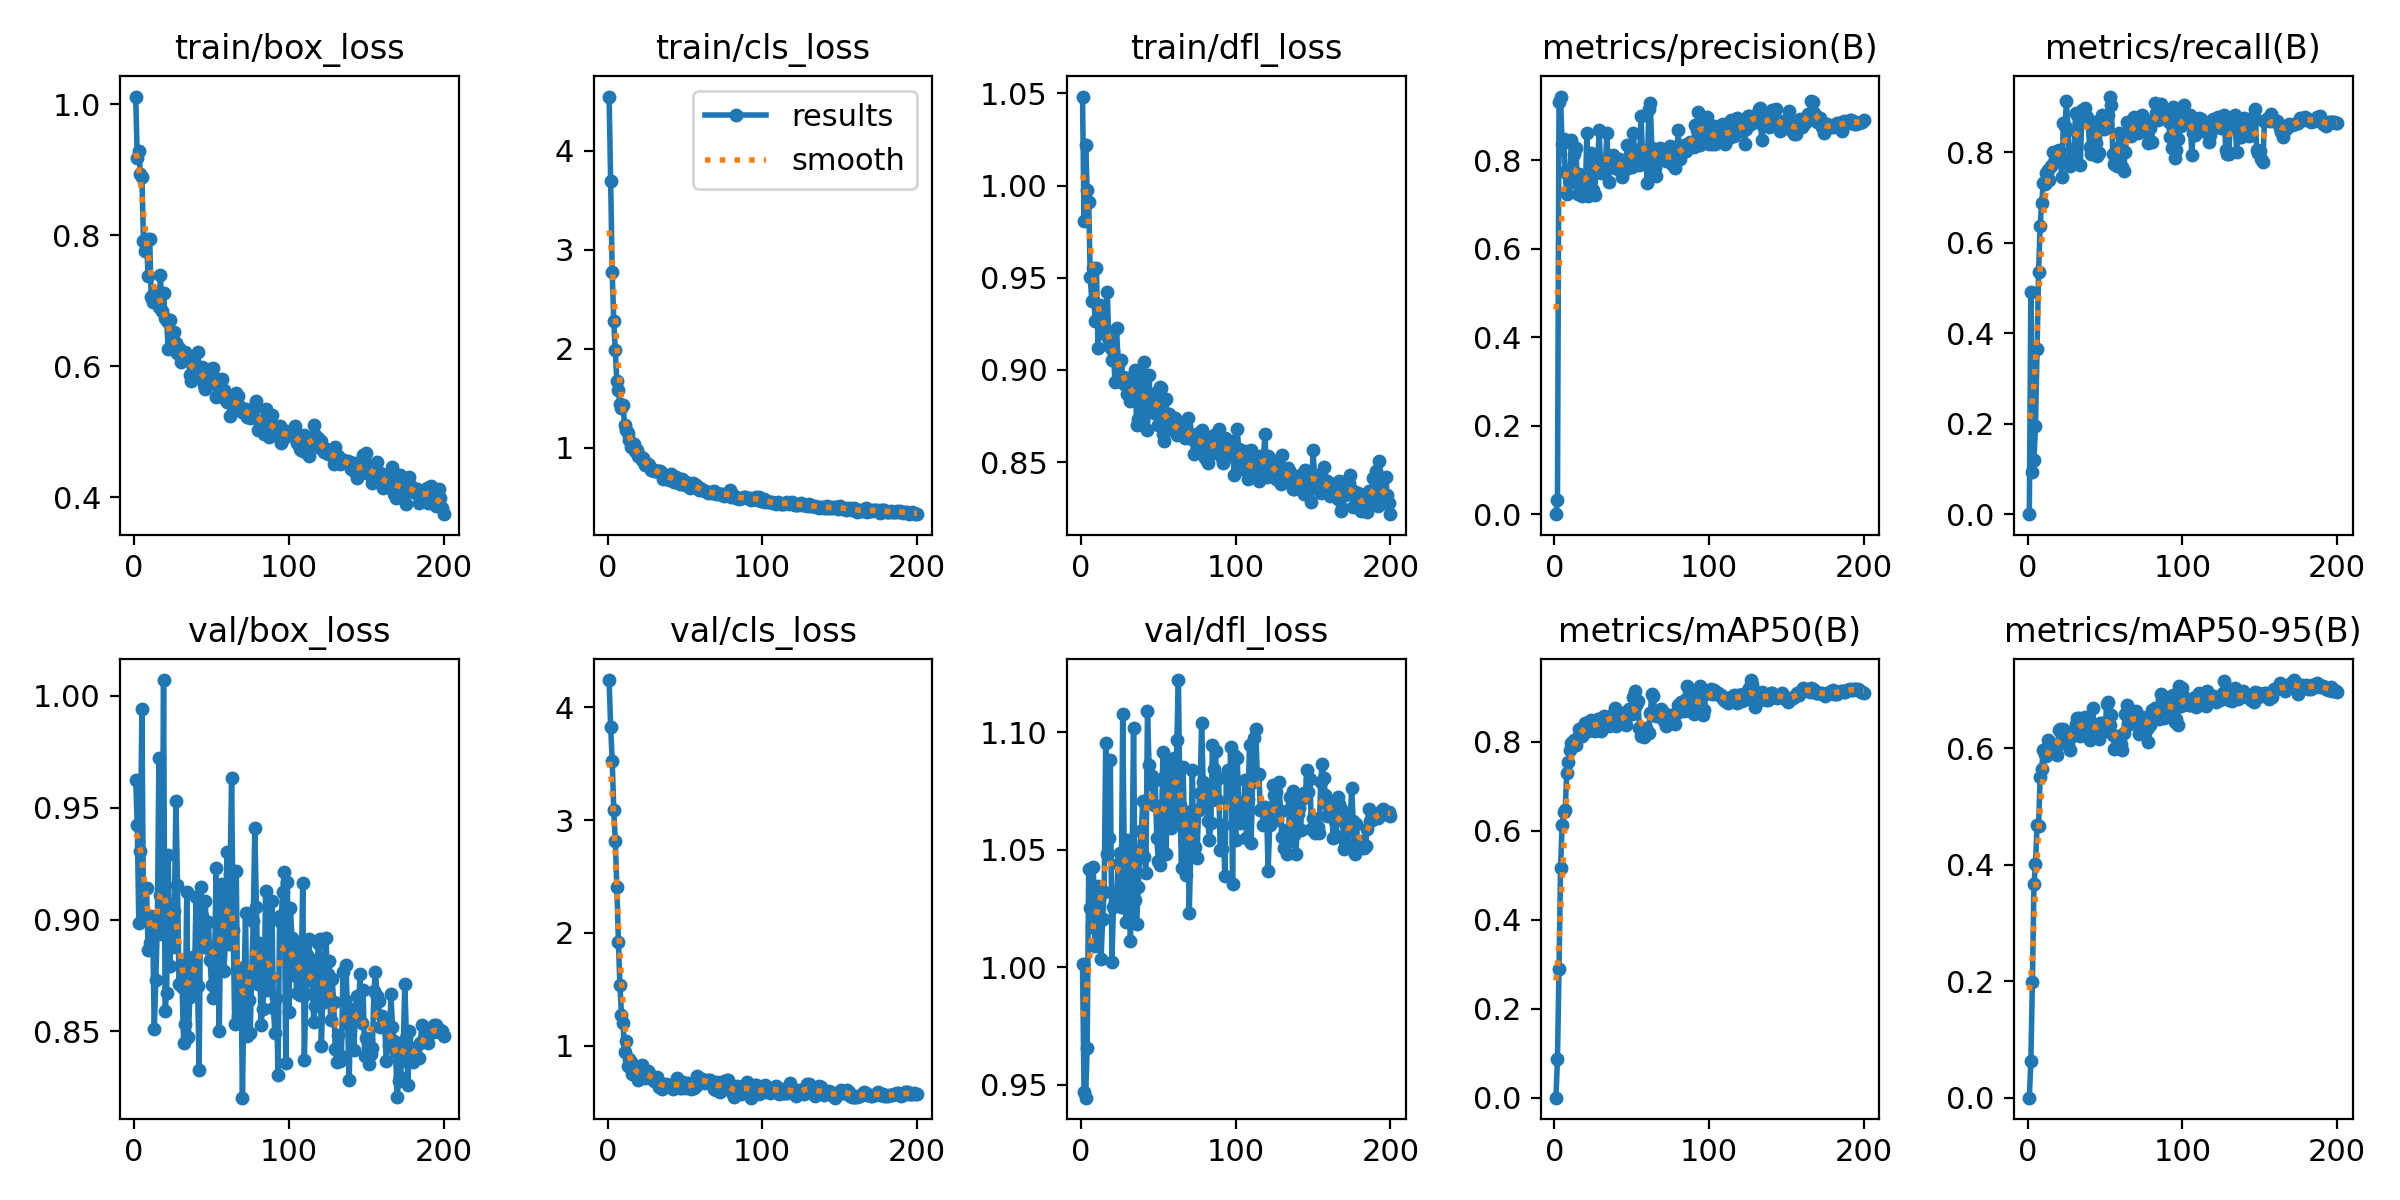 train/box_loss
1.0
0.8
0.6
0.4
0 100 200
train/cls_loss
results
smooth
4
3
2
1
0 100 200
train/dfl_loss
1.05
1.00
0.95
0.90
0.85
0 100 200
metrics/precision(B)
0.8
0.6
0.4
0.2
0.0
0 100 200
metrics/recall(B)
0.8
0.6
0.4
0.2
0.0
0 100 200
val/box_loss
1.00
0.95
0.90
0.85
0 100 200
val/cls_loss
4
3
2
1
0 100 200
val/dfl_loss
1.10
1.05
1.00
0.95
0 100 200
metrics/mAP50(B)
0.8
0.6
0.4
0.2
0.0
0 100 200
metrics/mAP50-95(B)
0.6
0.4
0.2
0.0
0 100 200